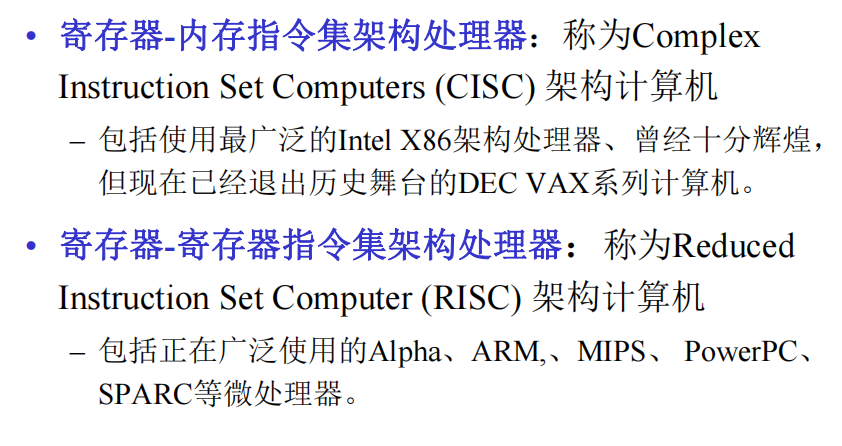 • 寄存器-内存指令集架构处理器：称为Complex
Instruction Set Computers (CISC) 架构计算机
– 包括使用最广泛的Intel X86架构处理器、曾经十分辉煌，
但现在已经退出历史舞台的DEC VAX系列计算机。
• 寄存器-寄存器指令集架构处理器： 称为Reduced
Instruction Set Computer (RISC) 架构计算机
– 包括正在广泛使用的Alpha、ARM,、MIPS、 PowerPC、
SPARC等微处理器。